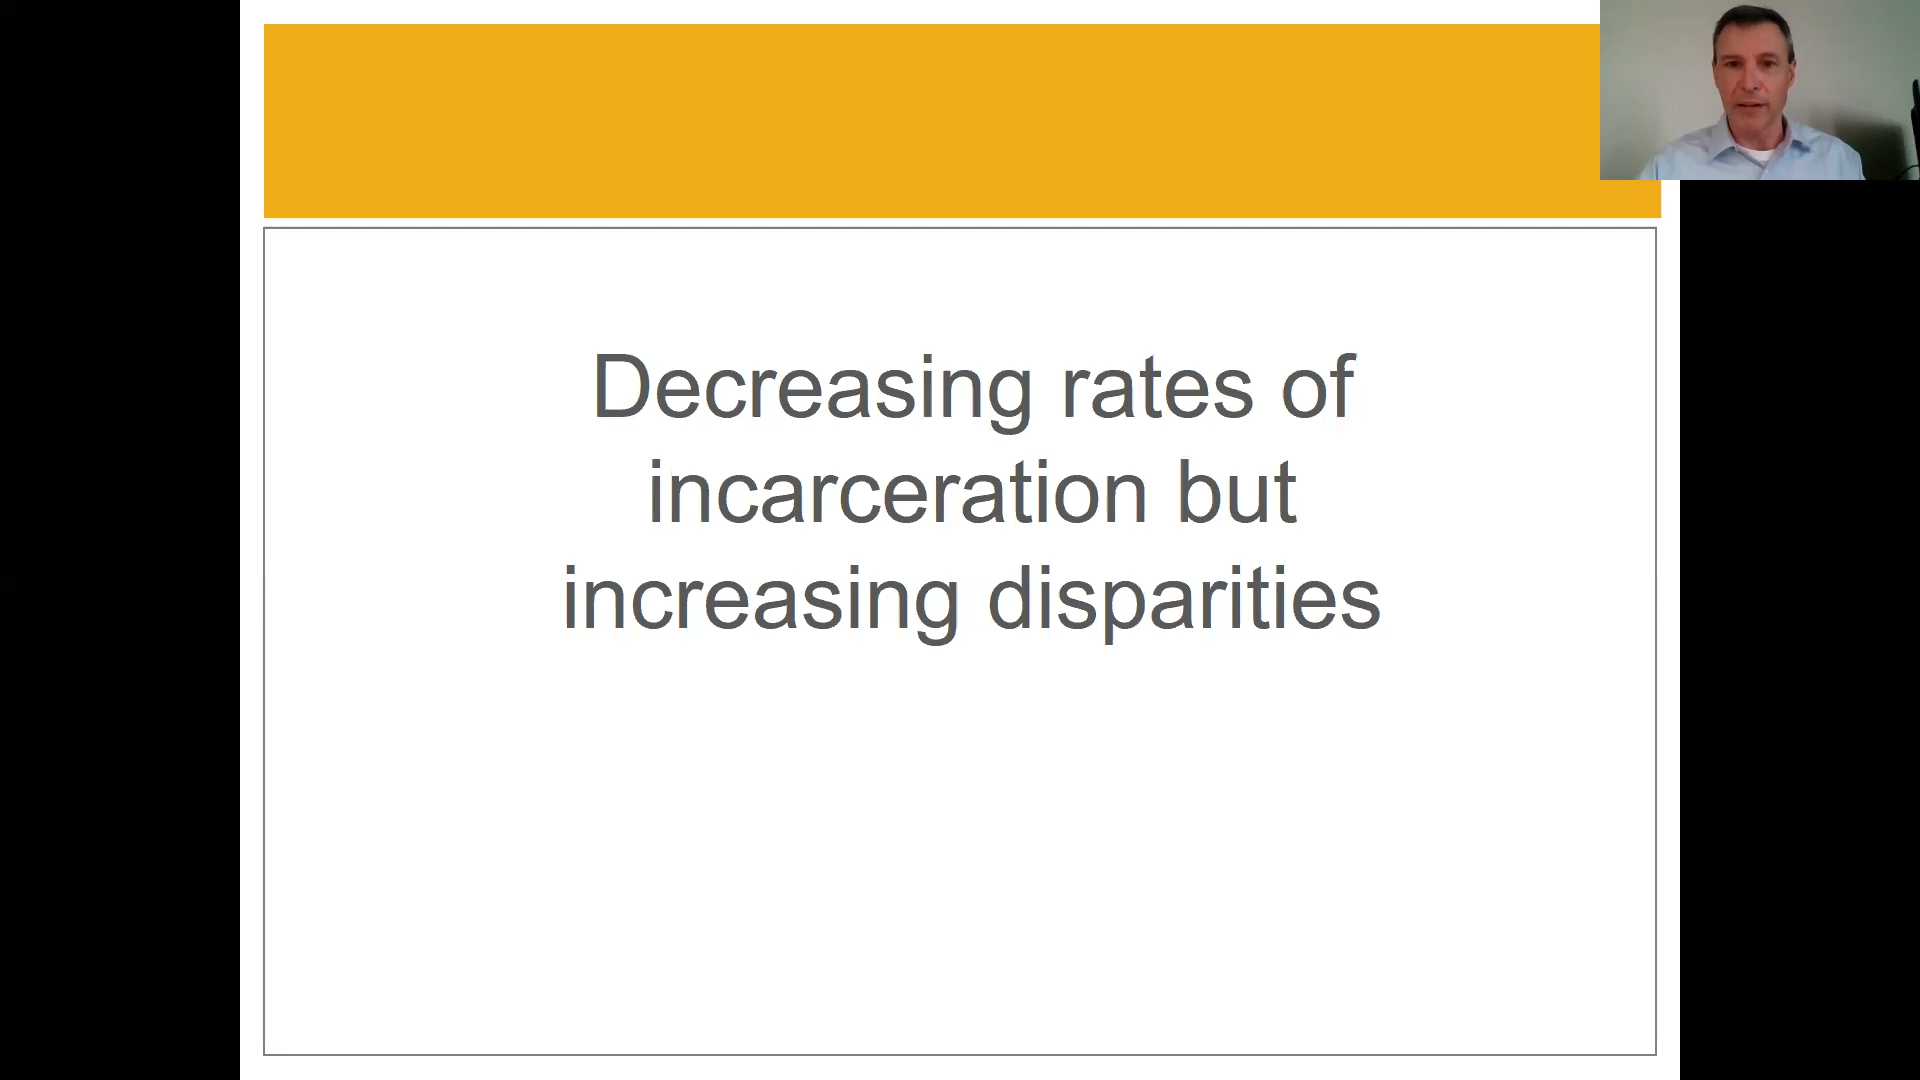 Decreasing rates of
incarceration but
increasing disparities